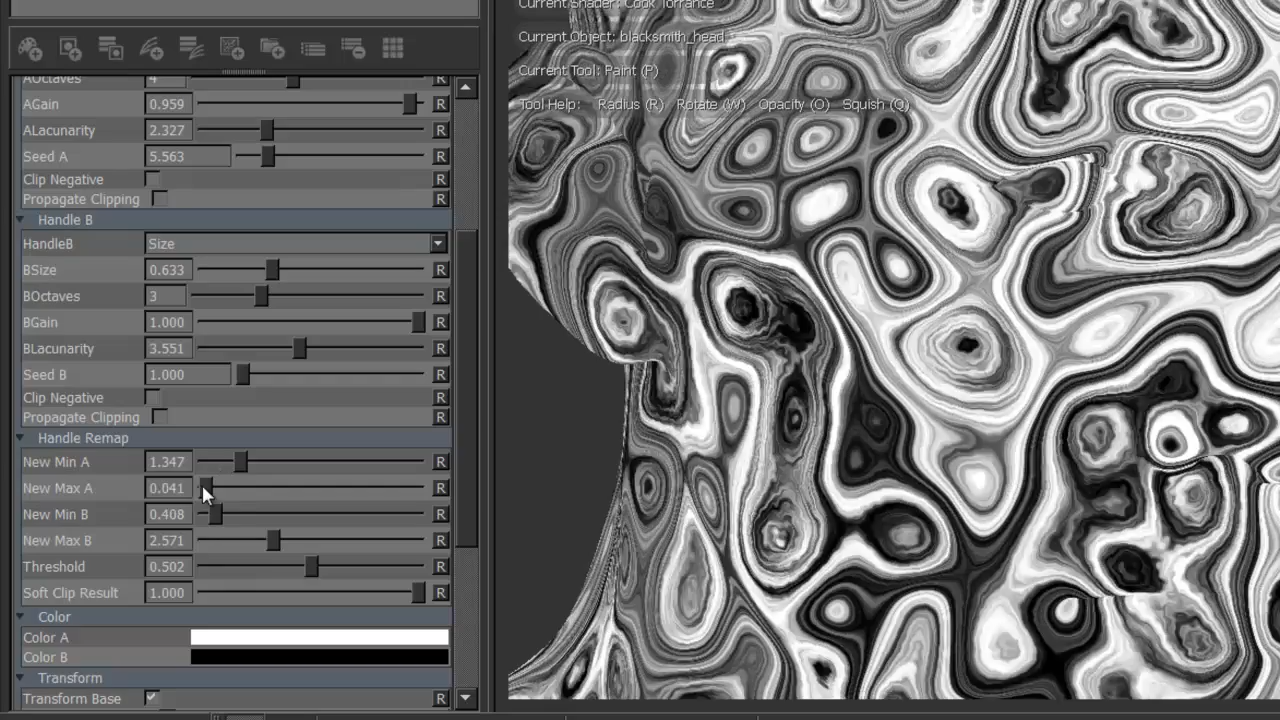 Current Shader: Cook Torrance
Current Object: blacksmith_head
Current Tool: Paint (P)
Tool Help: Radius (R) Rotate (W) Opacity (O) Squish (Q)
AOctaves 4 R
AGain 0.959 R
ALacunarity 2.327 R
Seed A 5.563 R
Clip Negative R
Propagate Clipping R
Handle B
HandleB Size
BSize 0.633 R
BOctaves 3 R
BGain 1.000 R
BLacunarity 3.551 R
Seed B 1.000 R
Clip Negative R
Propagate Clipping R
Handle Remap
New Min A 1.347 R
New Max A 0.041 R
New Min B 0.408 R
New Max B 2.571 R
Threshold 0.502 R
Soft Clip Result 1.000 R
Color
Color A
Color B
Transform
Transform Base R